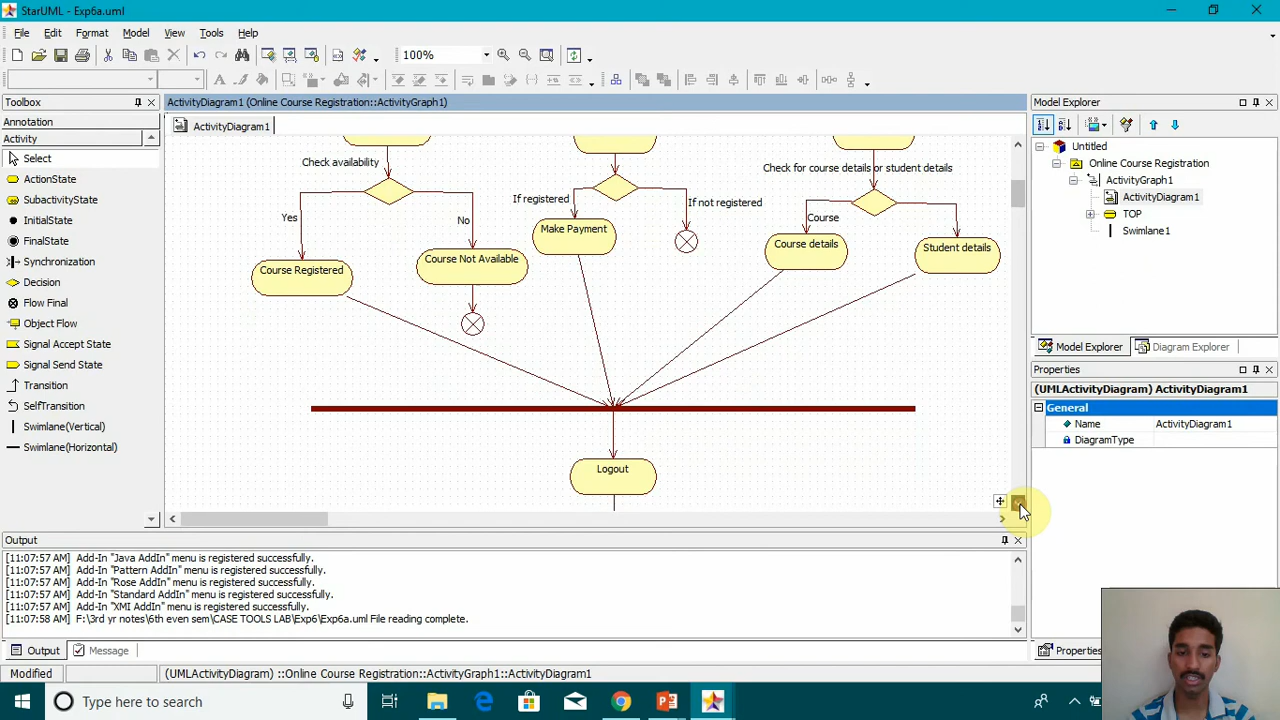 StarUML - Exp6a.uml
File Edit Format Model View Tools Help
100%
Toolbox
Annotation
Activity
Select
ActionState
SubactivityState
InitialState
FinalState
Synchronization
Decision
Flow Final
Object Flow
Signal Accept State
Signal Send State
Transition
SelfTransition
Swimlane(Vertical)
Swimlane(Horizontal)
ActivityDiagram1 (Online Course Registration::ActivityGraph1)
ActivityDiagram1
Check availability
Check for course details or student details
If registered
If not registered
Yes
No
Course
Make Payment
Course details
Student details
Course Registered
Course Not Available
Logout
Output
[11:07:57 AM] Add-In "Java AddIn" menu is registered successfully.
[11:07:57 AM] Add-In "Pattern AddIn" menu is registered successfully.
[11:07:57 AM] Add-In "Rose AddIn" menu is registered successfully.
[11:07:57 AM] Add-In "Standard AddIn" menu is registered successfully.
[11:07:57 AM] Add-In "XMI AddIn" menu is registered successfully.
[11:07:58 AM] F:\3rd yr notes\6th even sem\CASE TOOLS LAB\Exp6\Exp6a.uml File reading complete.
Output Message
Model Explorer
Untitled
Online Course Registration
ActivityGraph1
ActivityDiagram1
TOP
Swimlane1
Model Explorer Diagram Explorer
Properties
(UMLActivityDiagram) ActivityDiagram1
General
Name ActivityDiagram1
DiagramType
Properties
Modified
(UMLActivityDiagram) ::Online Course Registration::ActivityGraph1::ActivityDiagram1
Type here to search